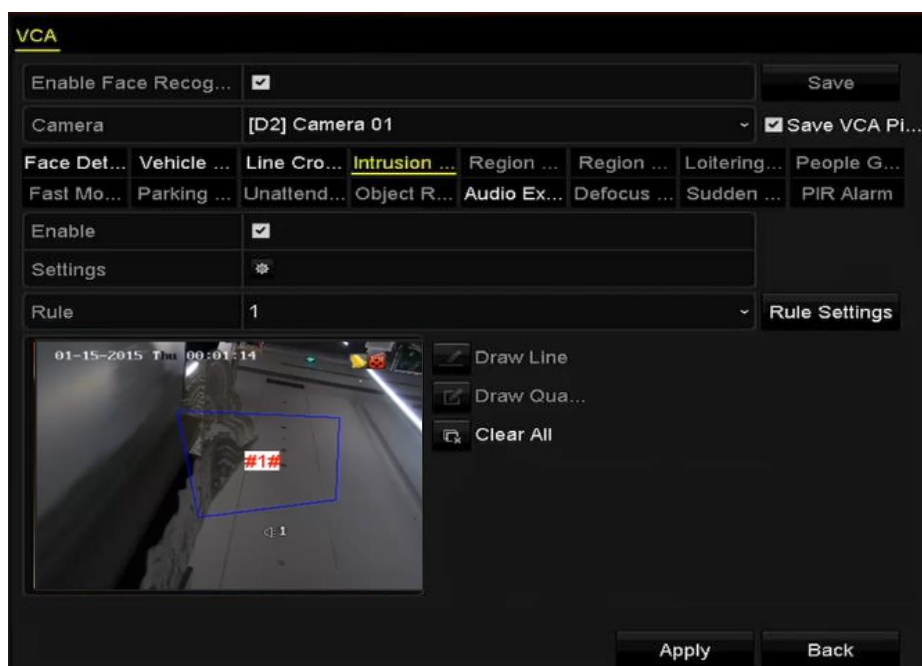 VCA
Enable Face Recog...
Save
Camera [D2] Camera 01
Save VCA Pi...
Face Det... Vehicle ... Line Cro... Intrusion ... Region ... Region ... Loitering... People G...
Fast Mo... Parking ... Unattend... Object R... Audio Ex... Defocus ... Sudden ... PIR Alarm
Enable
Settings
Rule 1 Rule Settings
01-15-2015 Thu 00:01:14
Draw Line
Draw Qua...
Clear All
#1#
1
Apply Back